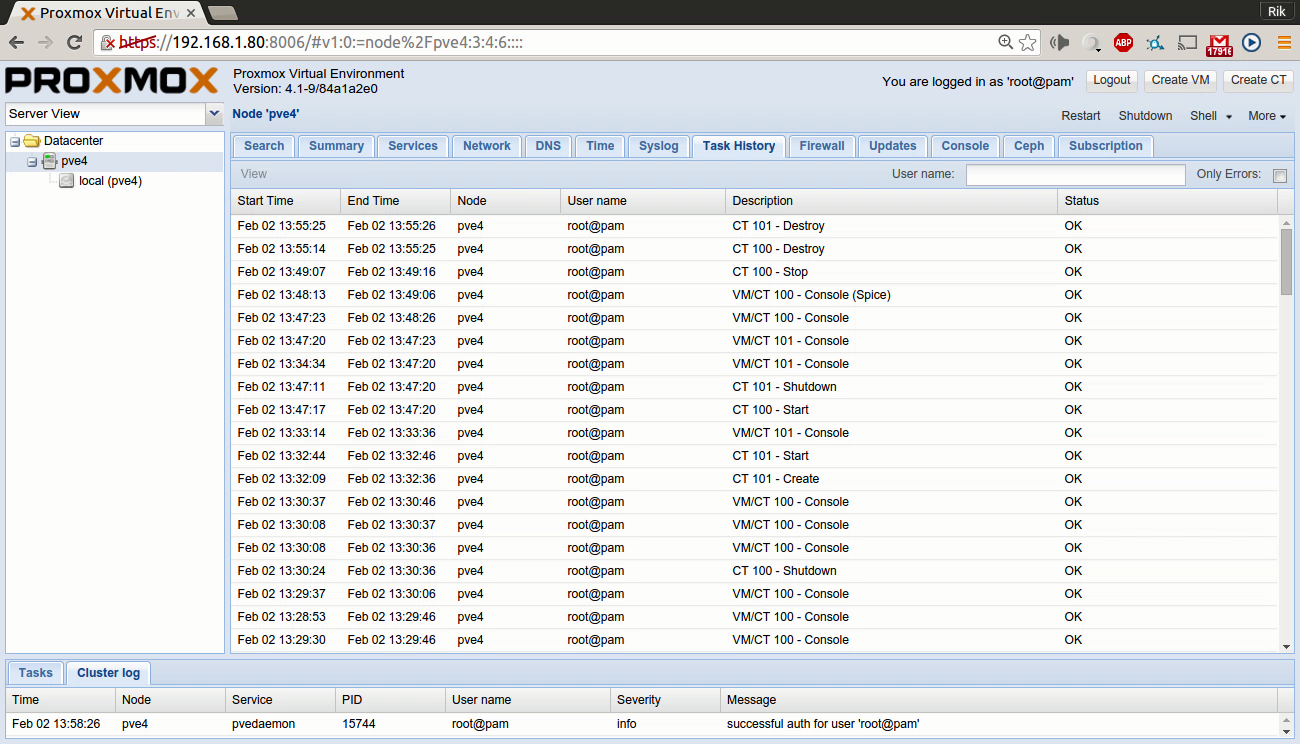 Proxmox Virtual Env
Rik
https://192.168.1.80:8006/#v1:0:=node%2Fpve4:3:4:6::::
ABP
17916
PROXMOX
Proxmox Virtual Environment
Version: 4.1-9/84a1a2e0
You are logged in as 'root@pam' Logout Create VM Create CT
Server View
Node 'pve4' Restart Shutdown Shell More
Datacenter
pve4
local (pve4)
Search Summary Services Network DNS Time Syslog Task History Firewall Updates Console Ceph Subscription
View User name: Only Errors:
Start Time End Time Node User name Description Status
Feb 02 13:55:25 Feb 02 13:55:26 pve4 root@pam CT 101 - Destroy OK
Feb 02 13:55:14 Feb 02 13:55:25 pve4 root@pam CT 100 - Destroy OK
Feb 02 13:49:07 Feb 02 13:49:16 pve4 root@pam CT 100 - Stop OK
Feb 02 13:48:13 Feb 02 13:49:06 pve4 root@pam VM/CT 100 - Console (Spice) OK
Feb 02 13:47:23 Feb 02 13:48:26 pve4 root@pam VM/CT 100 - Console OK
Feb 02 13:47:20 Feb 02 13:47:23 pve4 root@pam VM/CT 101 - Console OK
Feb 02 13:34:34 Feb 02 13:47:20 pve4 root@pam VM/CT 101 - Console OK
Feb 02 13:47:11 Feb 02 13:47:20 pve4 root@pam CT 101 - Shutdown OK
Feb 02 13:47:17 Feb 02 13:47:20 pve4 root@pam CT 100 - Start OK
Feb 02 13:33:14 Feb 02 13:33:36 pve4 root@pam VM/CT 101 - Console OK
Feb 02 13:32:44 Feb 02 13:32:46 pve4 root@pam CT 101 - Start OK
Feb 02 13:32:09 Feb 02 13:32:36 pve4 root@pam CT 101 - Create OK
Feb 02 13:30:37 Feb 02 13:30:46 pve4 root@pam VM/CT 100 - Console OK
Feb 02 13:30:08 Feb 02 13:30:37 pve4 root@pam VM/CT 100 - Console OK
Feb 02 13:30:08 Feb 02 13:30:36 pve4 root@pam VM/CT 100 - Console OK
Feb 02 13:30:24 Feb 02 13:30:36 pve4 root@pam CT 100 - Shutdown OK
Feb 02 13:29:37 Feb 02 13:30:06 pve4 root@pam VM/CT 100 - Console OK
Feb 02 13:28:53 Feb 02 13:29:46 pve4 root@pam VM/CT 100 - Console OK
Feb 02 13:29:30 Feb 02 13:29:46 pve4 root@pam VM/CT 100 - Console OK
Tasks Cluster log
Time Node Service PID User name Severity Message
Feb 02 13:58:26 pve4 pvedaemon 15744 root@pam info successful auth for user 'root@pam'